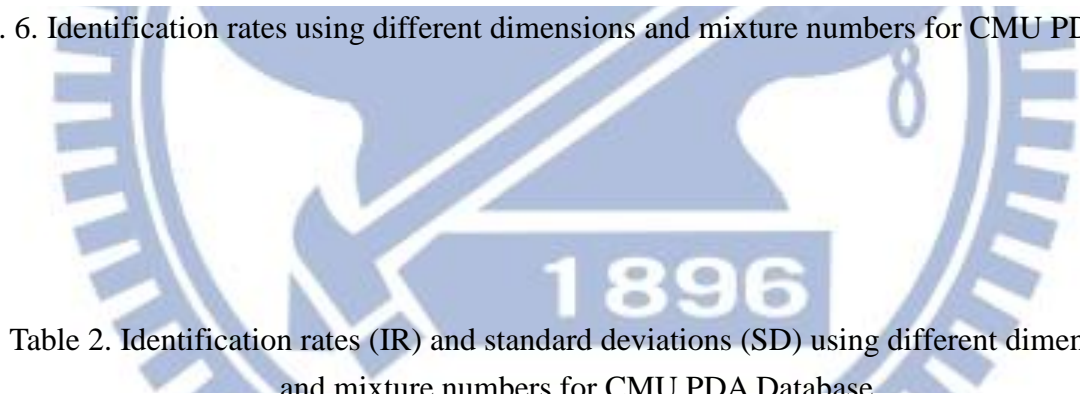 . 6. Identification rates using different dimensions and mixture numbers for CMU PD
1896
Table 2. Identification rates (IR) and standard deviations (SD) using different dimen
and mixture numbers for CMU PDA Database